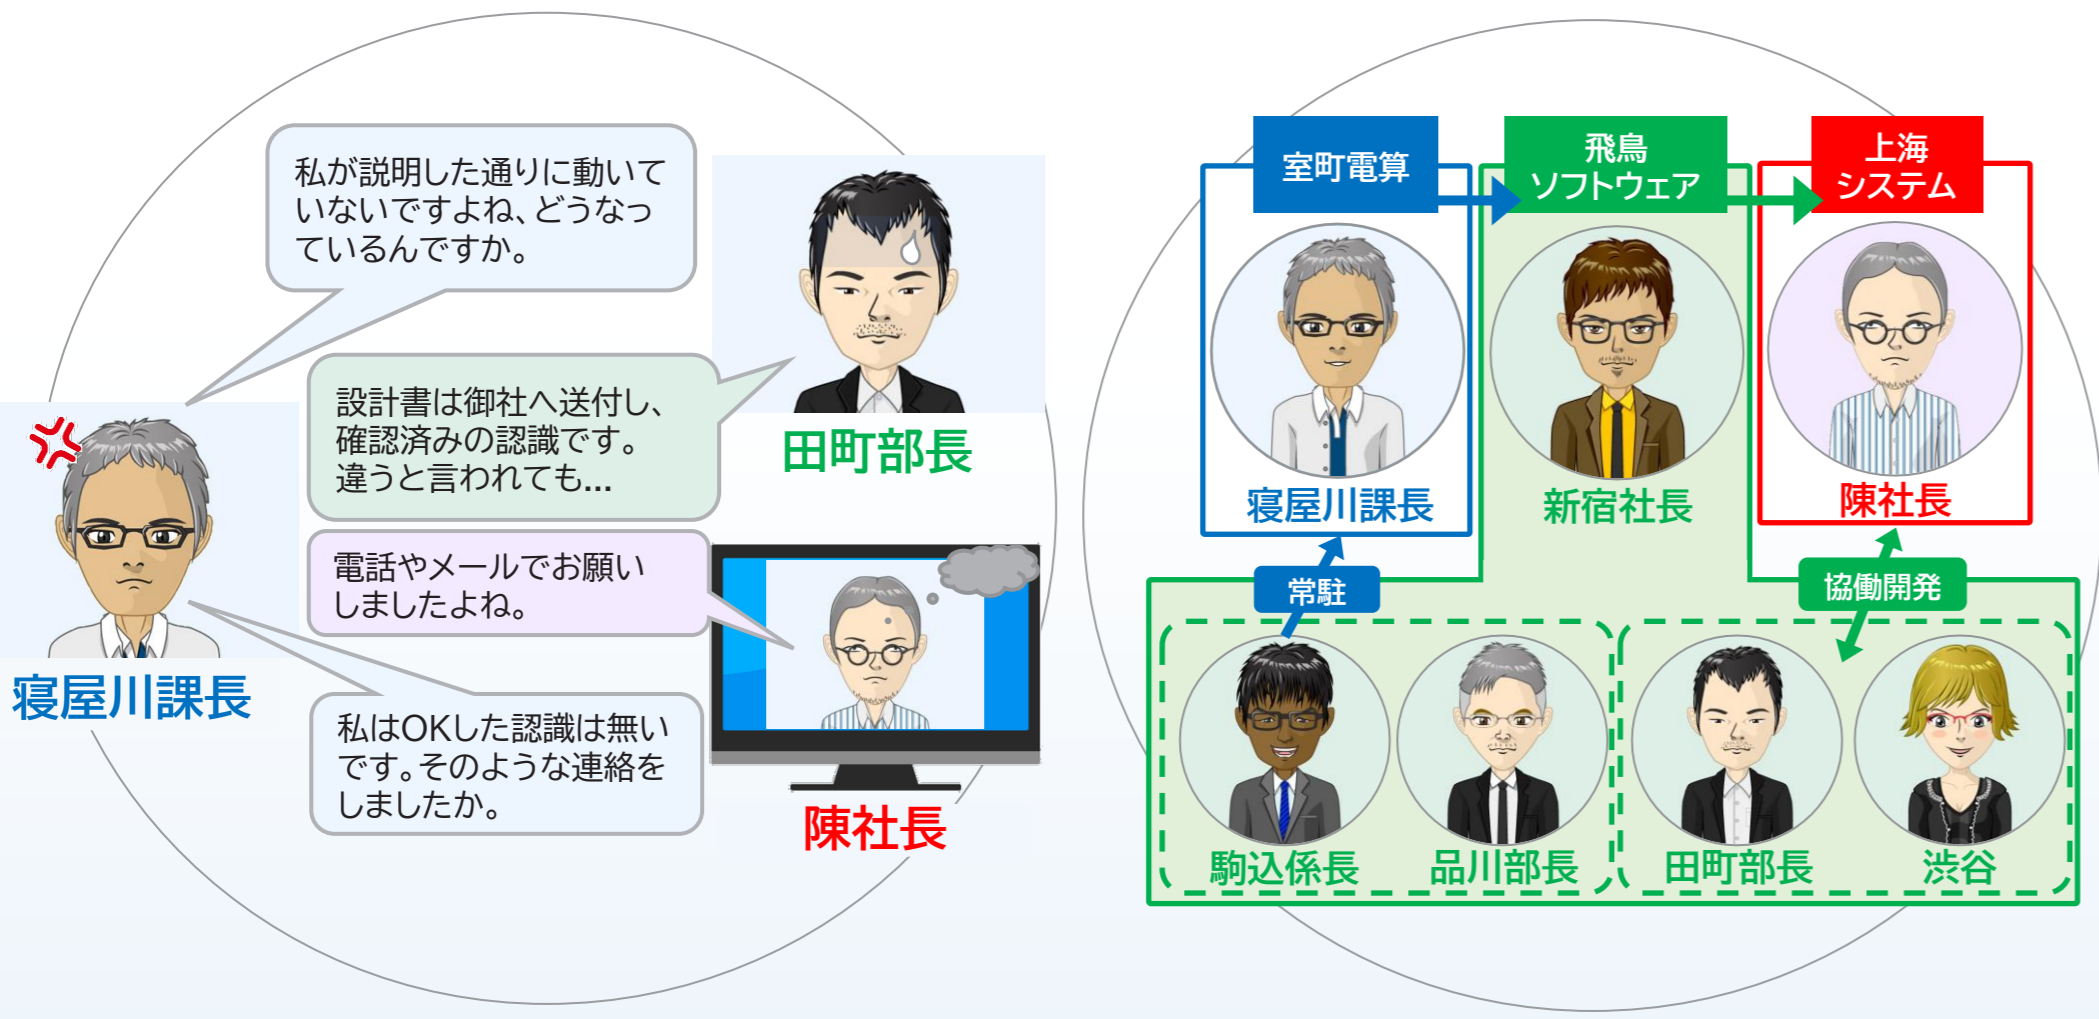 私が説明した通りに動いて
いないですよね、どうなっ
ているんですか。
設計書は御社へ送付し、
確認済みの認識です。
違うと言われても...
田町部長
電話やメールでお願い
しましたよね。
寝屋川課長
私はOKした認識は無い
です。そのような連絡を
しましたか。
陳社長
室町電算
飛鳥
ソフトウェア
上海
システム
寝屋川課長
新宿社長
陳社長
常駐
協働開発
駒込係長
品川部長
田町部長
渋谷